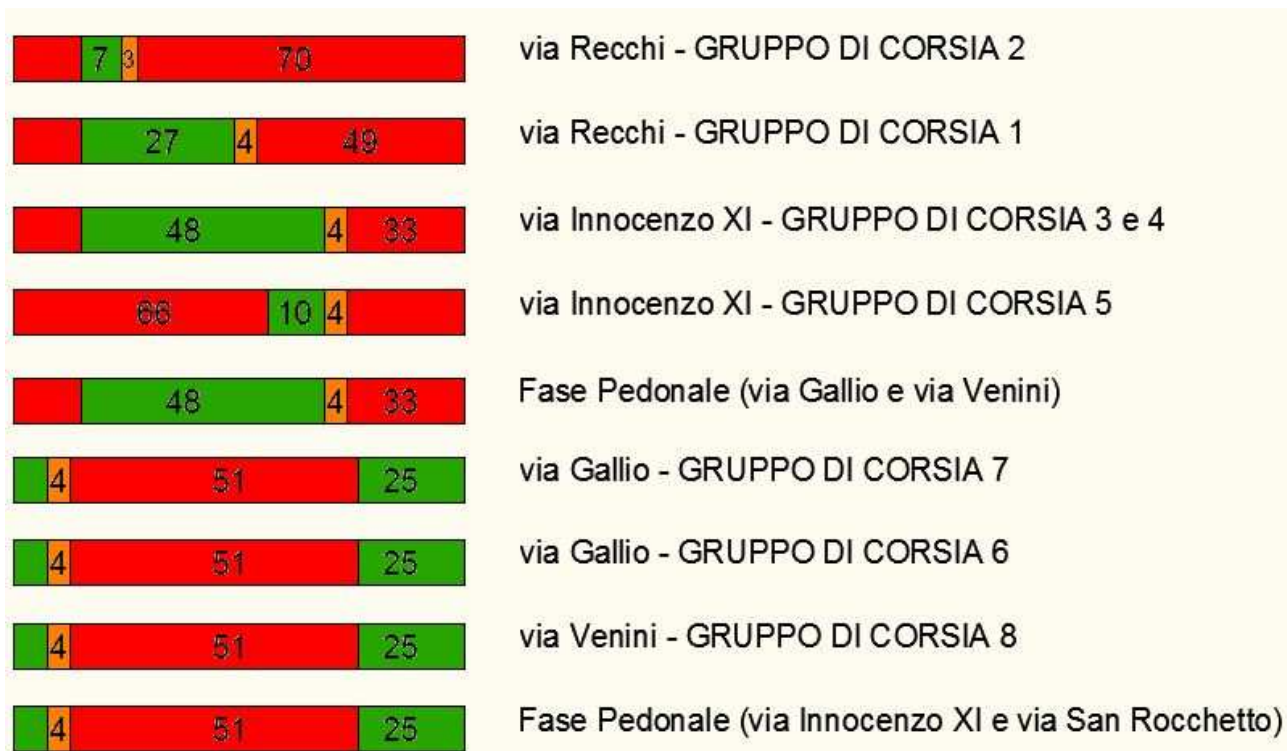 7 3 70 via Recchi - GRUPPO DI CORSIA 2
27 4 49 via Recchi - GRUPPO DI CORSIA 1
48 4 33 via Innocenzo XI - GRUPPO DI CORSIA 3 e 4
66 10 4 via Innocenzo XI - GRUPPO DI CORSIA 5
48 4 33 Fase Pedonale (via Gallio e via Venini)
4 51 25 via Gallio - GRUPPO DI CORSIA 7
4 51 25 via Gallio - GRUPPO DI CORSIA 6
4 51 25 via Venini - GRUPPO DI CORSIA 8
4 51 25 Fase Pedonale (via Innocenzo XI e via San Rocchetto)